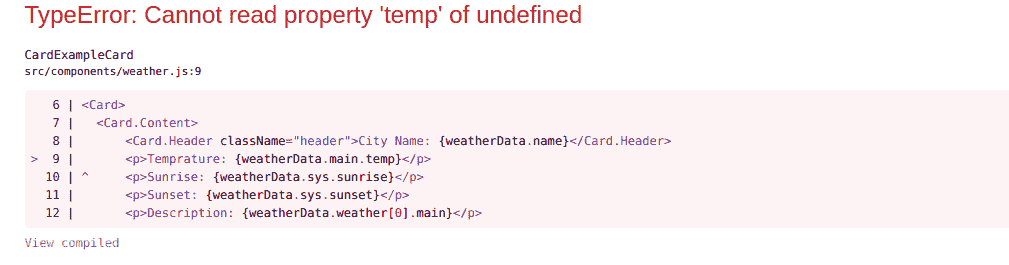 TypeError: Cannot read property 'temp' of undefined
CardExampleCard
src/components/weather.js:9
6 | <Card>
7 | <Card.Content>
8 | <Card.Header className="header">City Name: {weatherData.name}</Card.Header>
> 9 | <p>Temprature: {weatherData.main.temp}</p>
10 | ^ <p>Sunrise: {weatherData.sys.sunrise}</p>
11 | <p>Sunset: {weatherData.sys.sunset}</p>
12 | <p>Description: {weatherData.weather[0].main}</p>
View compiled